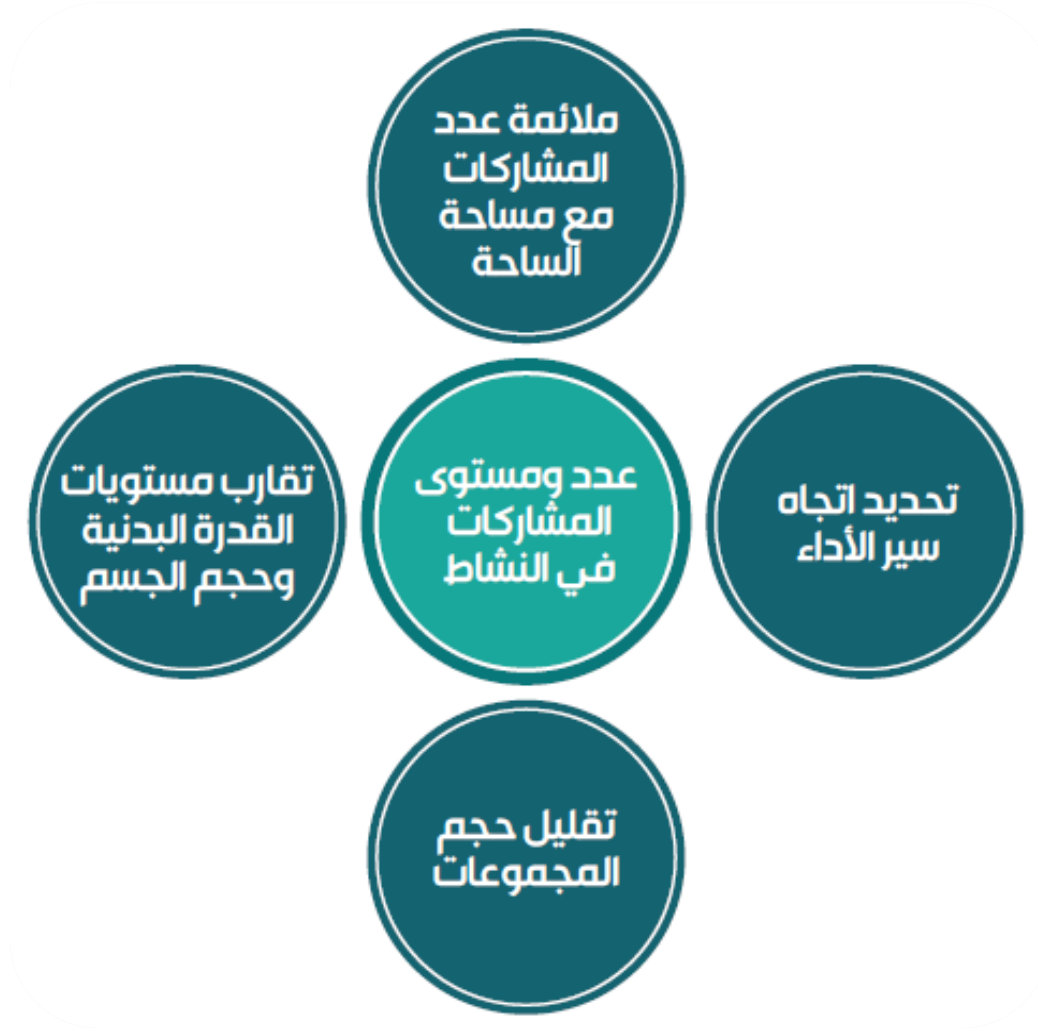 ملائمة عدد
المشاركات
مع مساحة
الساحة
تحديد اتجاه
سير الأداء
عدد ومستوى
المشاركات
في النشاط
تقارب مستويات
القدرة البدنية
وحجم الجسم
تقليل حجم
المجموعات